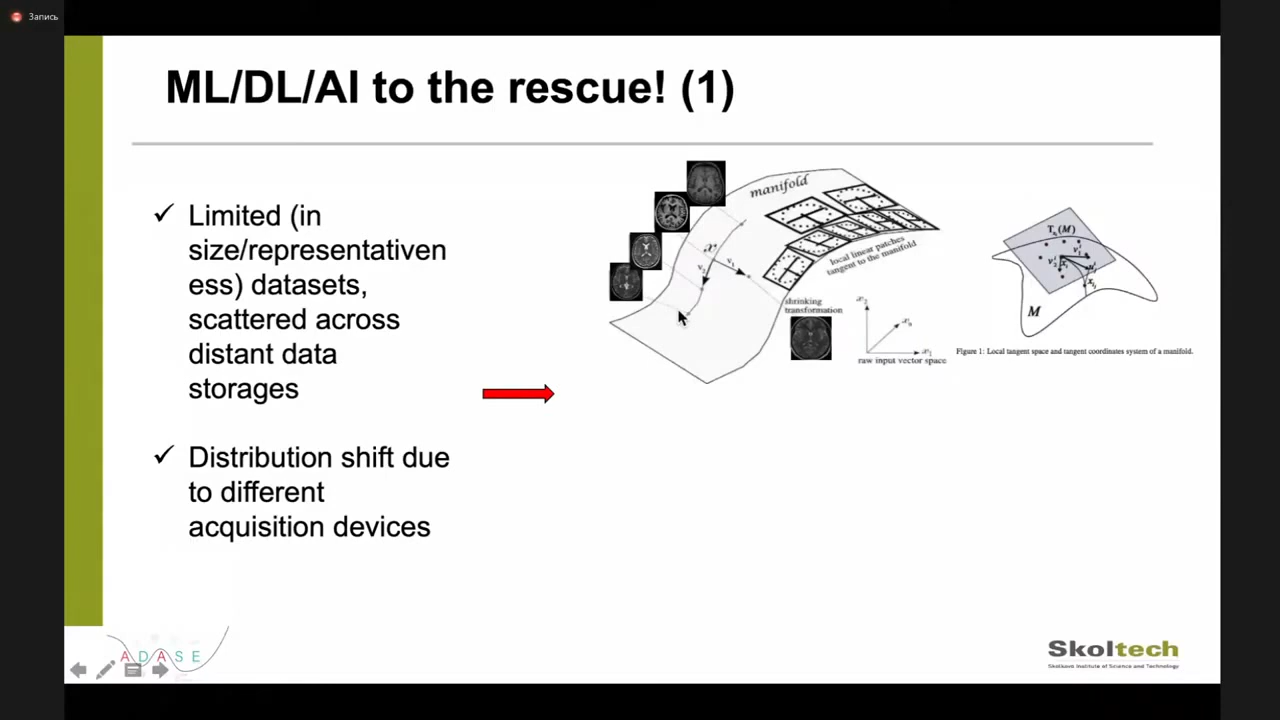 Запись
ML/DL/AI to the rescue! (1)
Limited (in
size/representativen
ess) datasets,
scattered across
distant data
storages
Distribution shift due
to different
acquisition devices
manifold
x
v₁
v₂
local linear patches
tangent to the manifold
shrinking
transformation
raw input vector space
M
Figure 1: Local tangent space and tangent coordinates system of a manifold.
ADASE
Skoltech
Skolkovo Institute of Science and Technology